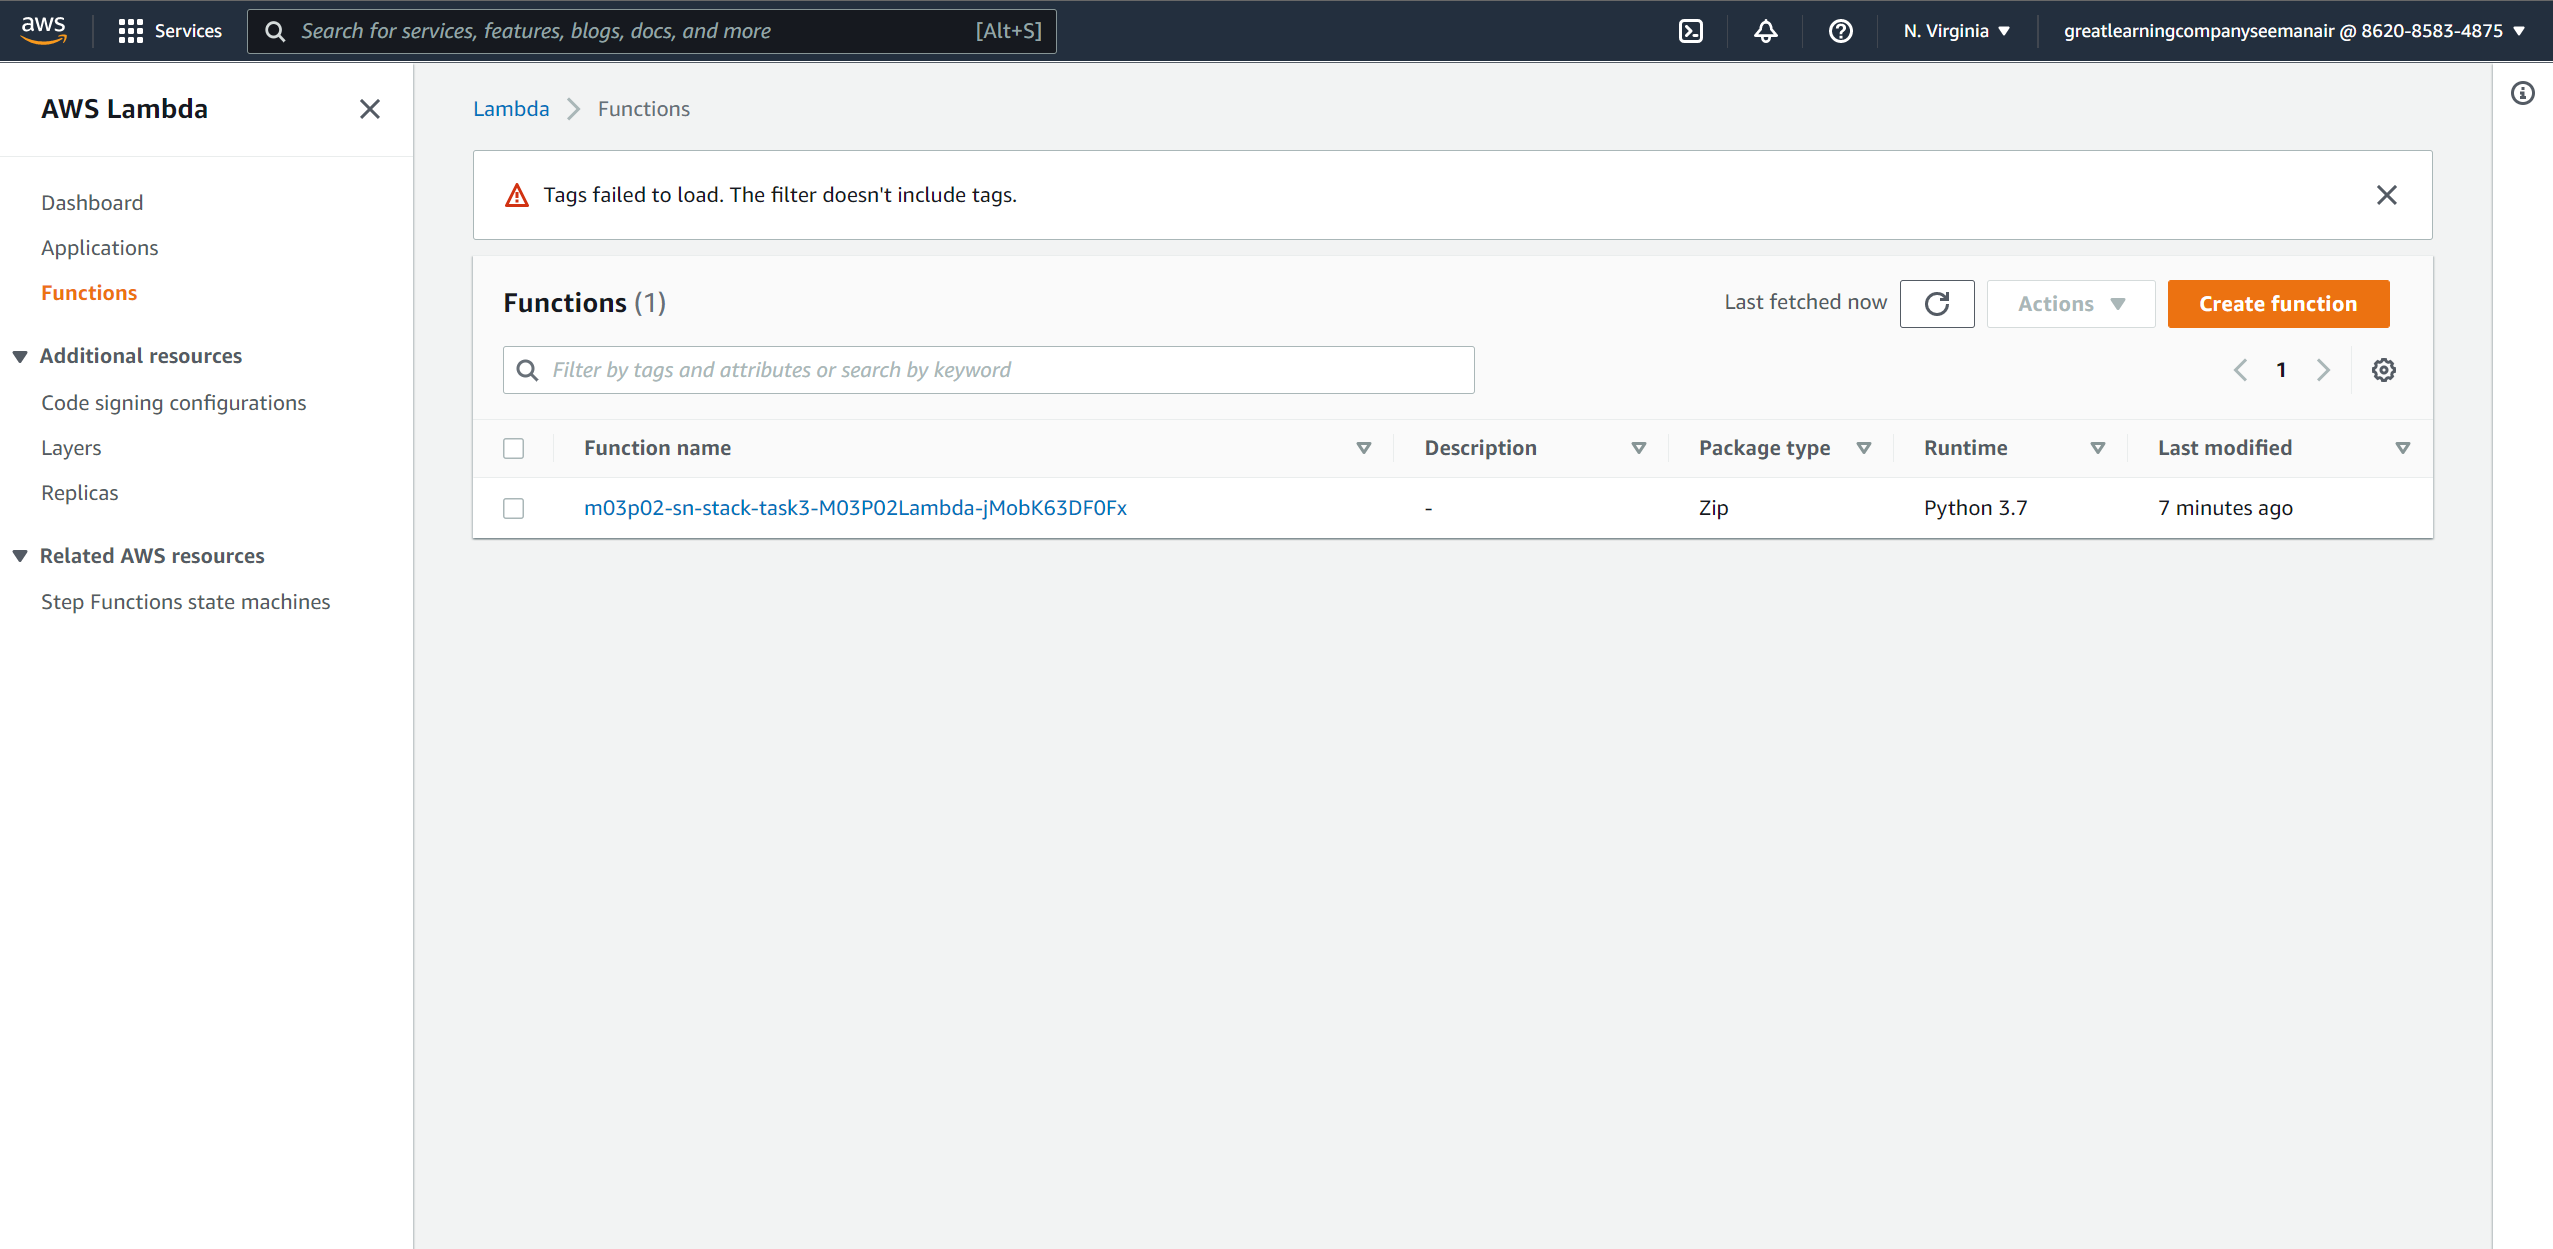 aws
Services
Search for services, features, blogs, docs, and more [Alt+S]
N. Virginia
greatlearningcompanyseemanair @ 8620-8583-4875
AWS Lambda
Dashboard
Applications
Functions
Additional resources
Code signing configurations
Layers
Replicas
Related AWS resources
Step Functions state machines
Lambda Functions
Tags failed to load. The filter doesn't include tags.
Functions (1)
Last fetched now
Actions
Create function
Filter by tags and attributes or search by keyword
1
Function name Description Package type Runtime Last modified
m03p02-sn-stack-task3-M03P02Lambda-jMobK63DF0Fx - Zip Python 3.7 7 minutes ago